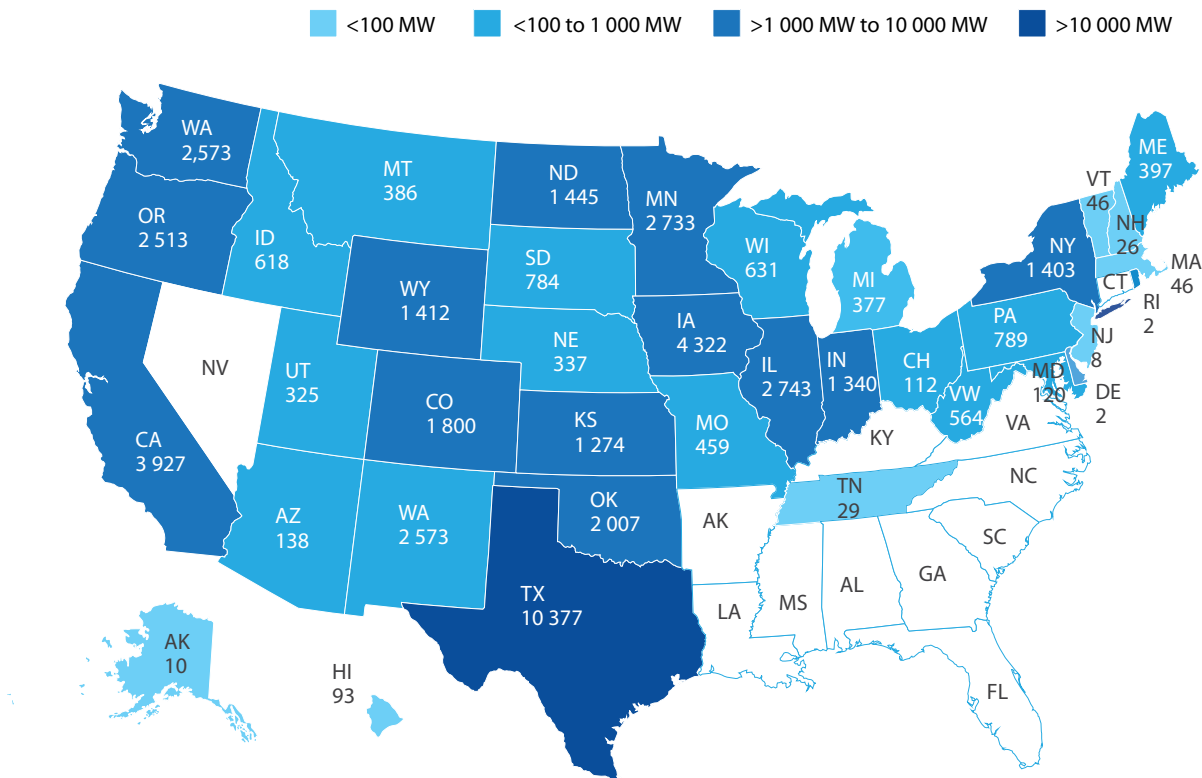 <100 MW <100 to 1 000 MW >1 000 MW to 10 000 MW >10 000 MW
WA
2,573
MT
386
ND
1 445
MN
2 733
ME
397
VT
46
NH
26
OR
2 513
ID
618
SD
784
WI
631
MI
377
NY
1 403
MA
46
CT
RI
2
WY
1 412
IA
4 322
PA
789
NJ
8
NV
UT
325
NE
337
IL
2 743
IN
1 340
CH
112
MD
120
DE
2
VW
564
CA
3 927
CO
1 800
KS
1 274
MO
459
KY
VA
NC
TN
29
AZ
138
WA
2 573
OK
2 007
AK
SC
TX
10 377
LA
MS
AL
GA
FL
AK
10
HI
93